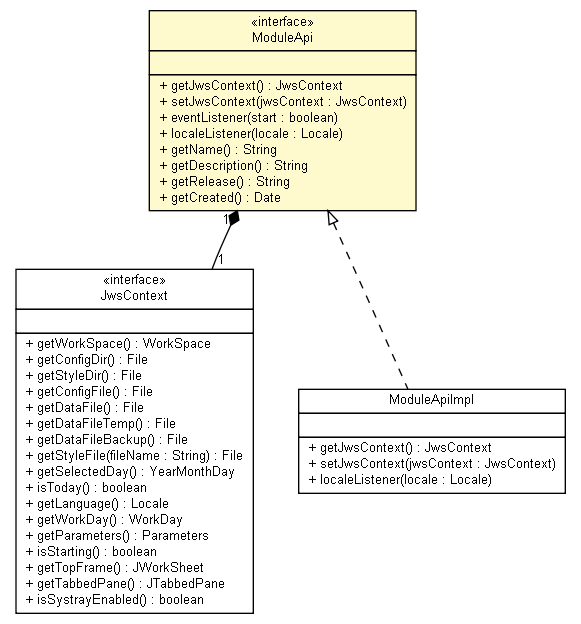 «interface»
ModuleApi
+ getJwsContext() : JwsContext
+ setJwsContext(jwsContext : JwsContext)
+ eventListener(start : boolean)
+ localeListener(locale : Locale)
+ getName() : String
+ getDescription() : String
+ getRelease() : String
+ getCreated() : Date
1
1
«interface»
JwsContext
+ getWorkSpace() : WorkSpace
+ getConfigDir() : File
+ getStyleDir() : File
+ getConfigFile() : File
+ getDataFile() : File
+ getDataFileTemp() : File
+ getDataFileBackup() : File
+ getStyleFile(fileName : String) : File
+ getSelectedDay() : YearMonthDay
+ isToday() : boolean
+ getLanguage() : Locale
+ getWorkDay() : WorkDay
+ getParameters() : Parameters
+ isStarting() : boolean
+ getTopFrame() : JWorkSheet
+ getTabbedPane() : JTabbedPane
+ isSystrayEnabled() : boolean
ModuleApiImpl
+ getJwsContext() : JwsContext
+ setJwsContext(jwsContext : JwsContext)
+ localeListener(locale : Locale)